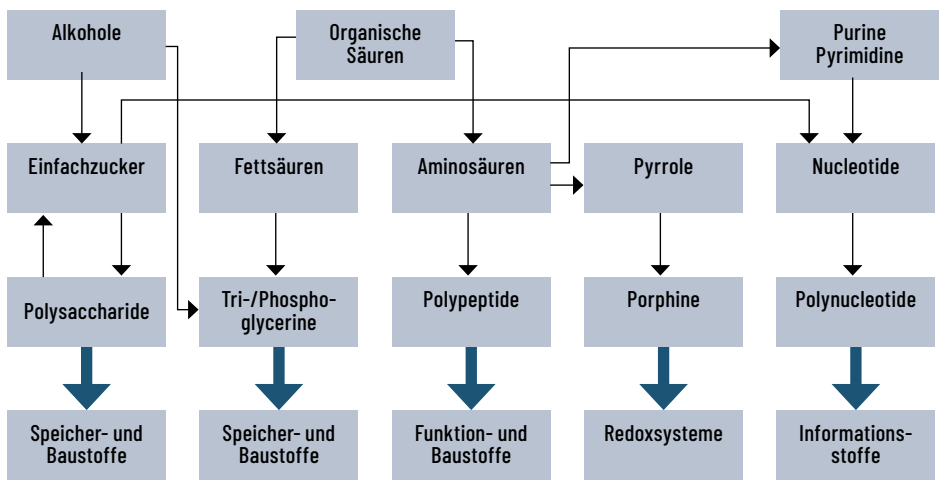 Alkohole
Organische
Säuren
Purine
Pyrimidine
Einfachzucker
Fettsäuren
Aminosäuren
Pyrrole
Nucleotide
Polysaccharide
Tri-/Phospho-
glycerine
Polypeptide
Porphine
Polynucleotide
Speicher- und
Baustoffe
Speicher- und
Baustoffe
Funktion- und
Baustoffe
Redoxsysteme
Informations-
stoffe